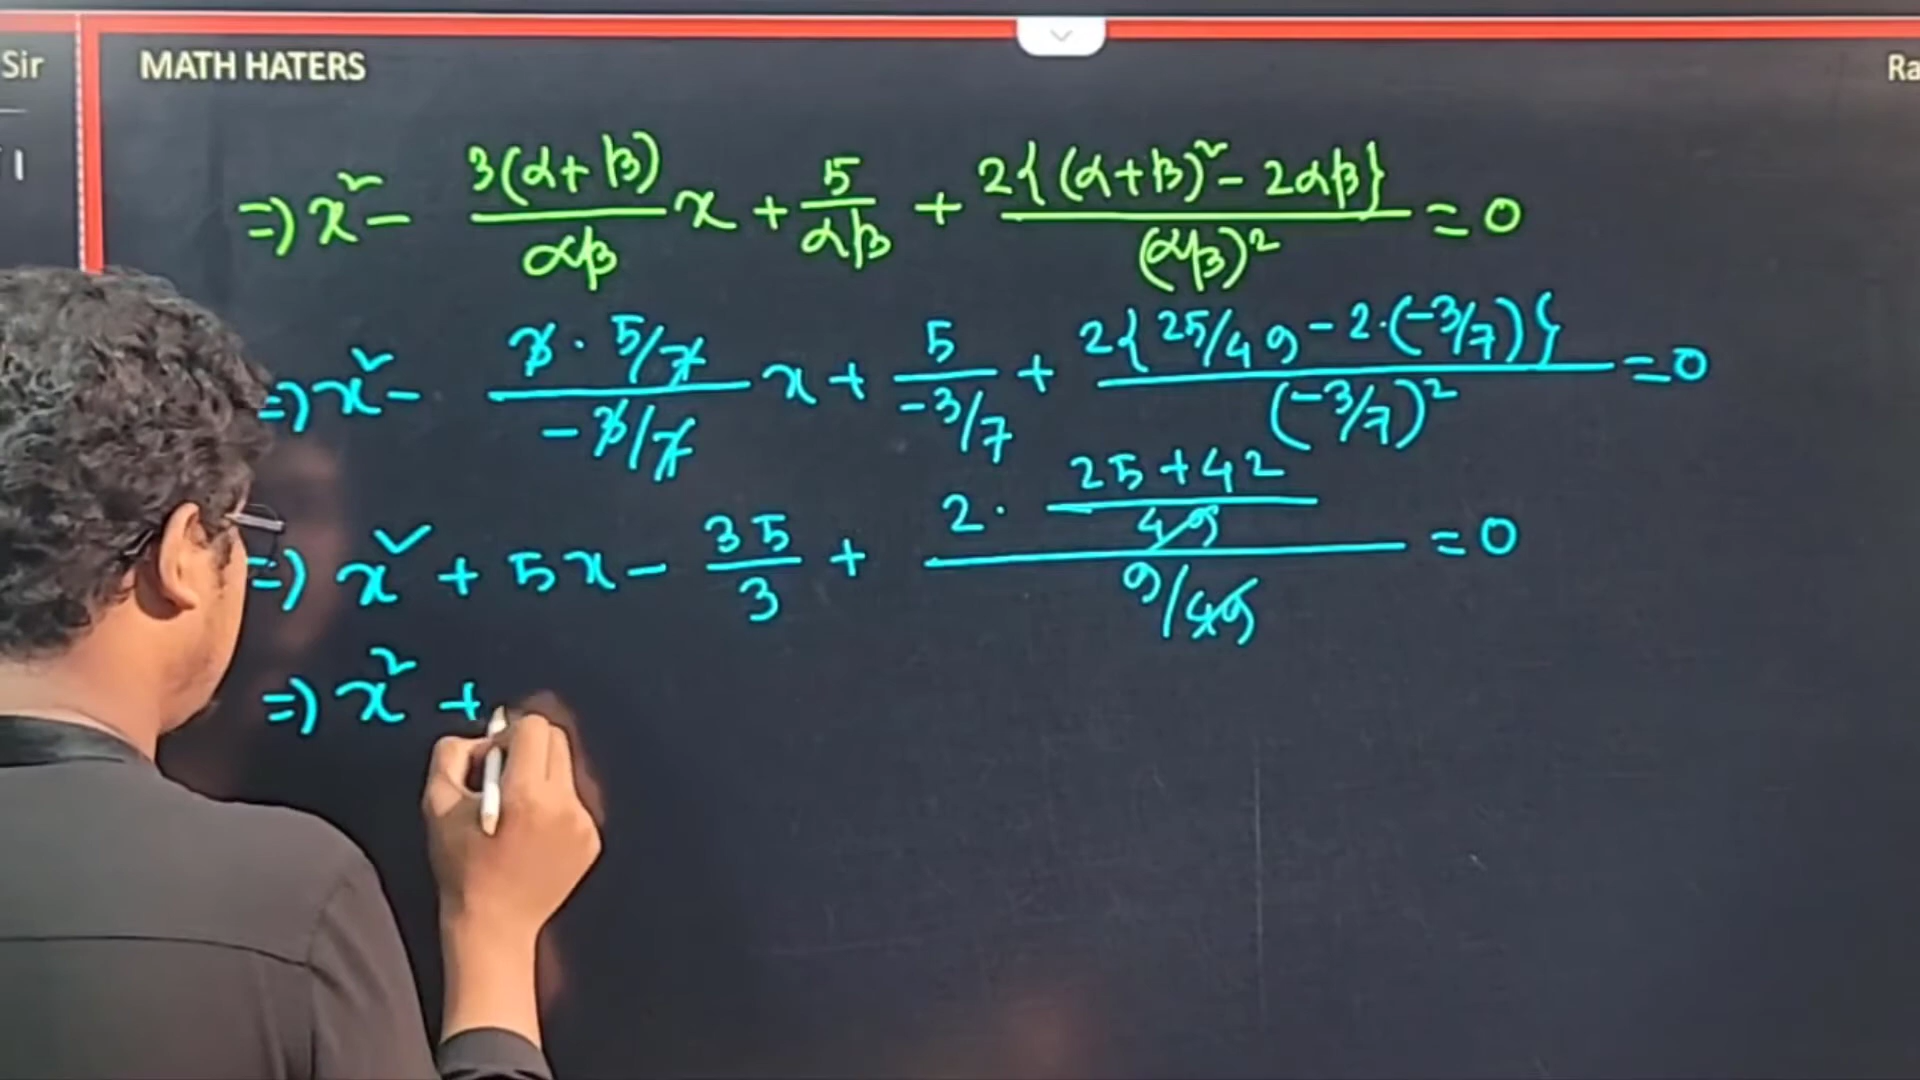 Sir MATH HATERS Ra
1
=> x² - 3(α+β)/αβ x + 5/αβ + 2{(α+β)² - 2αβ}/(αβ)² = 0
=> x² - (3 · 5/7)/(-3/7) x + 5/(-3/7) + 2{25/49 - 2·(-3/7)}/(-3/7)² = 0
=> x² + 5x - 35/3 + (2 · (25+42)/49)/(9/49) = 0
=> x² +